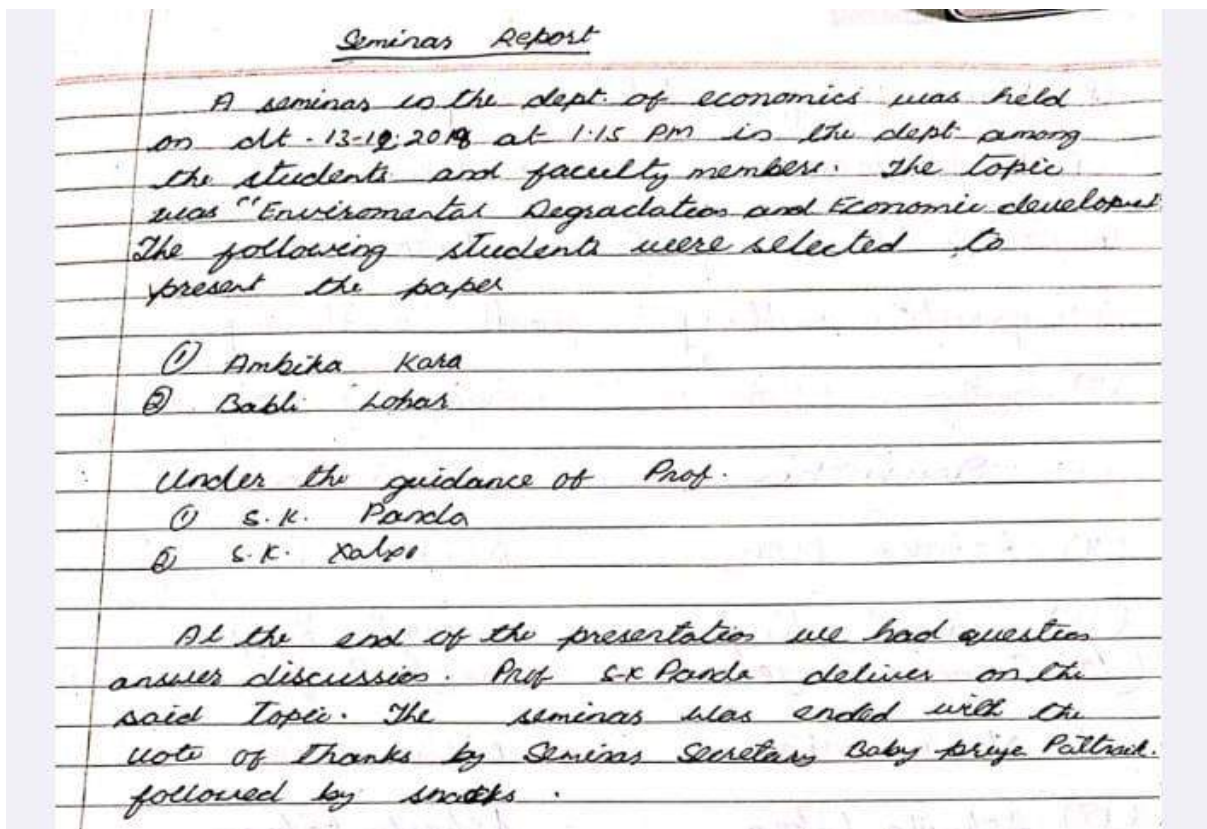 Seminar Report
A seminar in the dept. of economics was held
on dt - 13-12.2018 at 1:15 PM in the dept among
the students and faculty members. The topic
was "Enviromental Degradation and Economic develop
The following students were selected to
present the paper
① Ambika Kara
② Babli Lohar
Under the guidance of Prof.
① S.K. Panda
② S.K. Xalxo
At the end of the presentation we had question
answer discussion. Prof S-K Panda deliver on the
said Topic. The seminar was ended with the
vote of Thanks by Seminar Secretary Baby priya
followed by snacks.